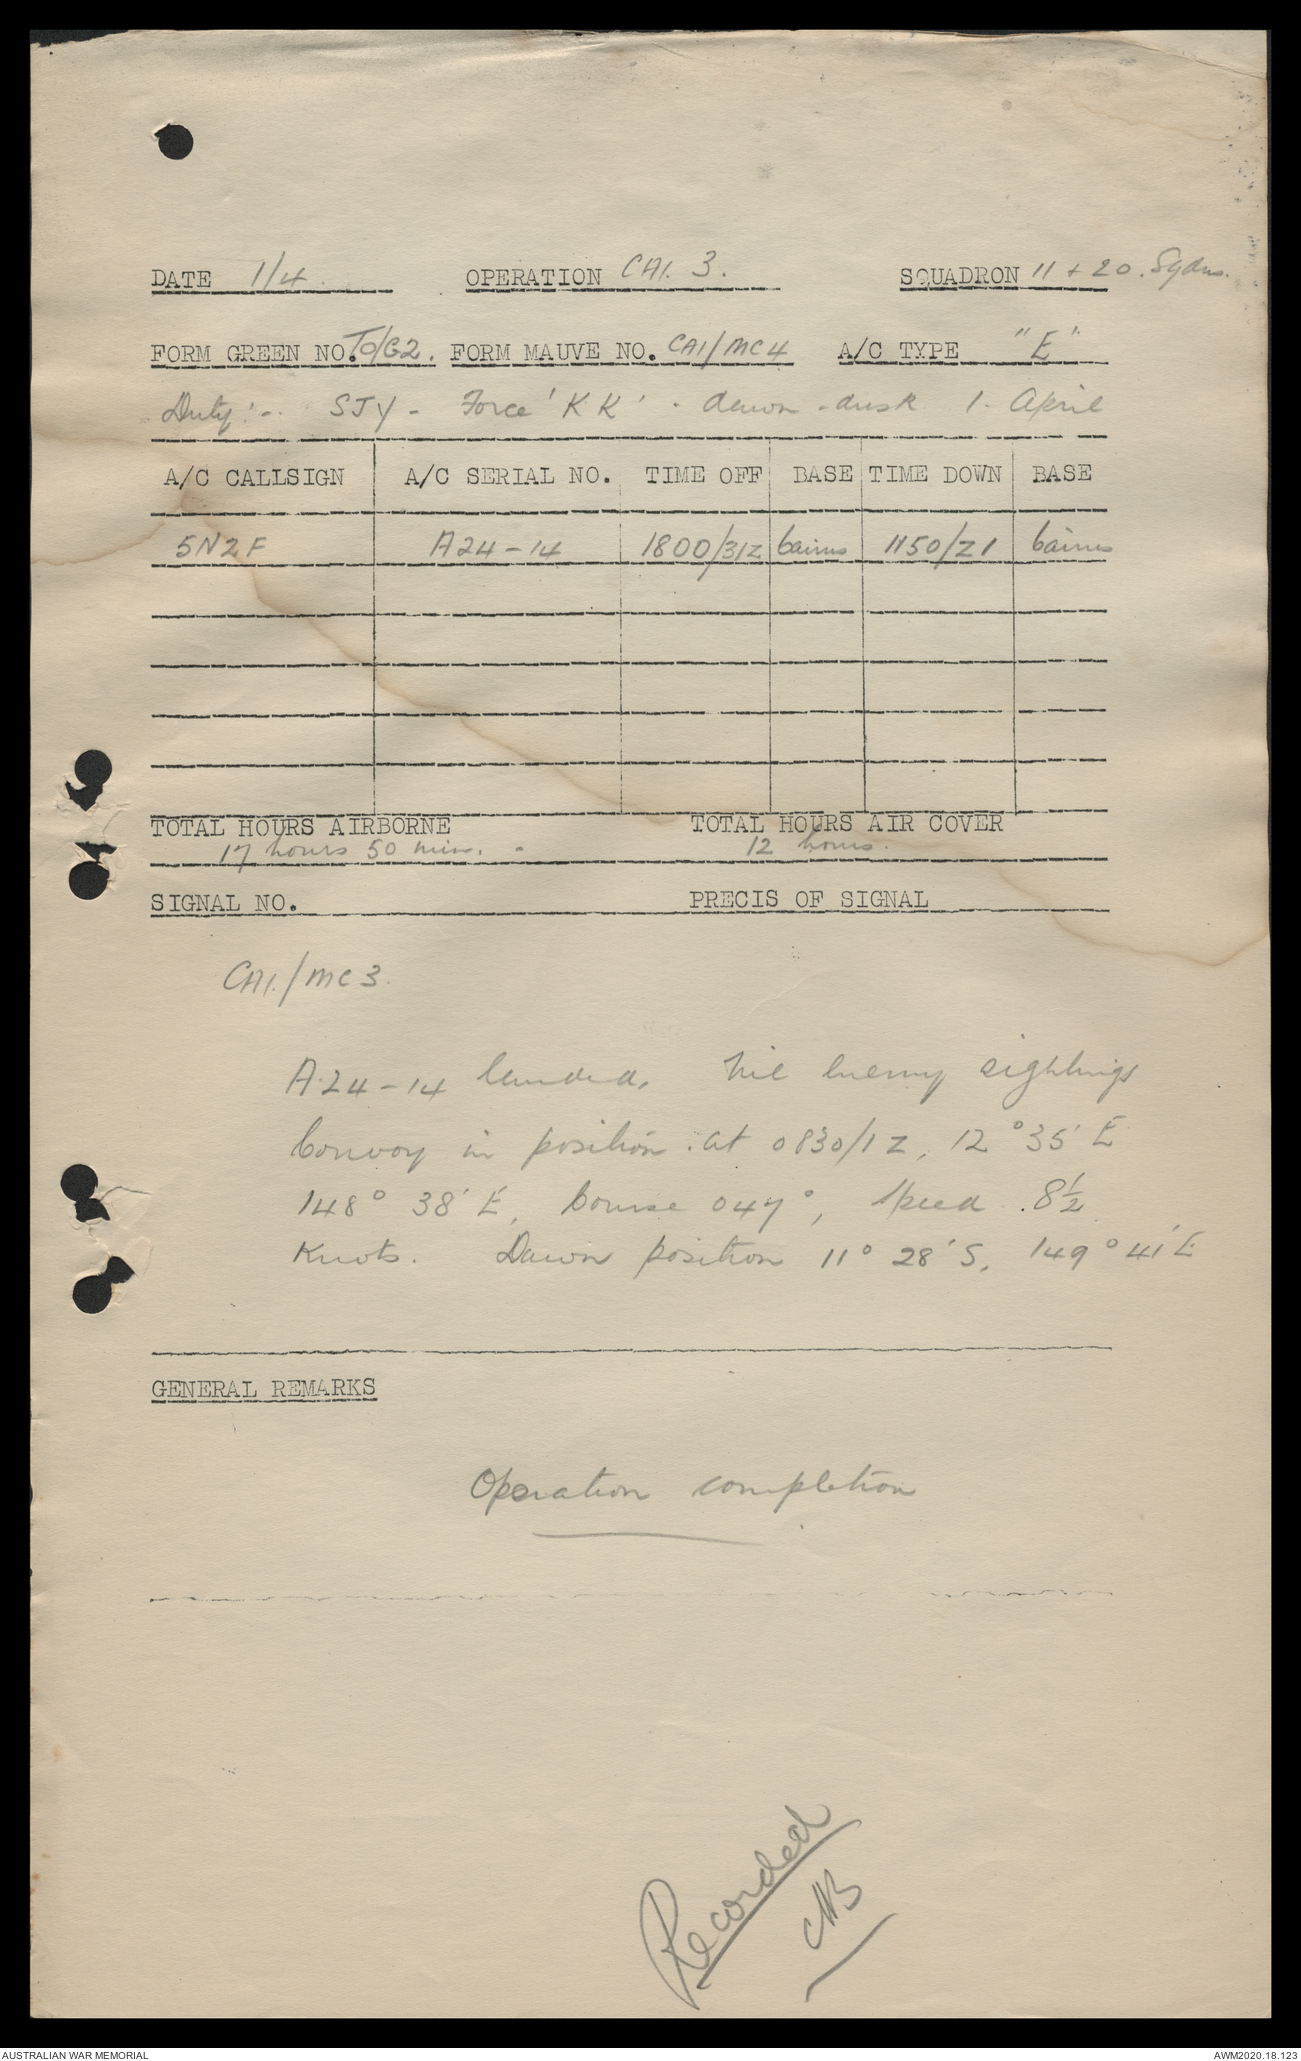 DATE 1/4 OPERATION CA1. 3. SQUADRON 11 + 20. Sqdns.
FORM GREEN NO. TO/G2. FORM MAUVE NO. CA1/MC4 A/C TYPE "E"
Duty:- SJY - Force 'KK' - dawn - dusk 1. April
A/C CALLSIGN A/C SERIAL NO. TIME OFF BASE TIME DOWN BASE
5N2F A24-14 1800/31Z Cairns 1150/Z1 Cairns
TOTAL HOURS AIRBORNE TOTAL HOURS AIR COVER
17 hours 50 min. - 12 hours.
SIGNAL NO. PRECIS OF SIGNAL
CA1./MC3.
A24-14 landed. Nil enemy sightings
Convoy in position at 0830/1Z, 12° 35' E
148° 38' E, Course 047°, Speed 8½
Knots. Dawn position 11° 28' S, 149° 41' E
GENERAL REMARKS
Operation completion
Recorded
AUSTRALIAN WAR MEMORIAL AWM2020.18.123